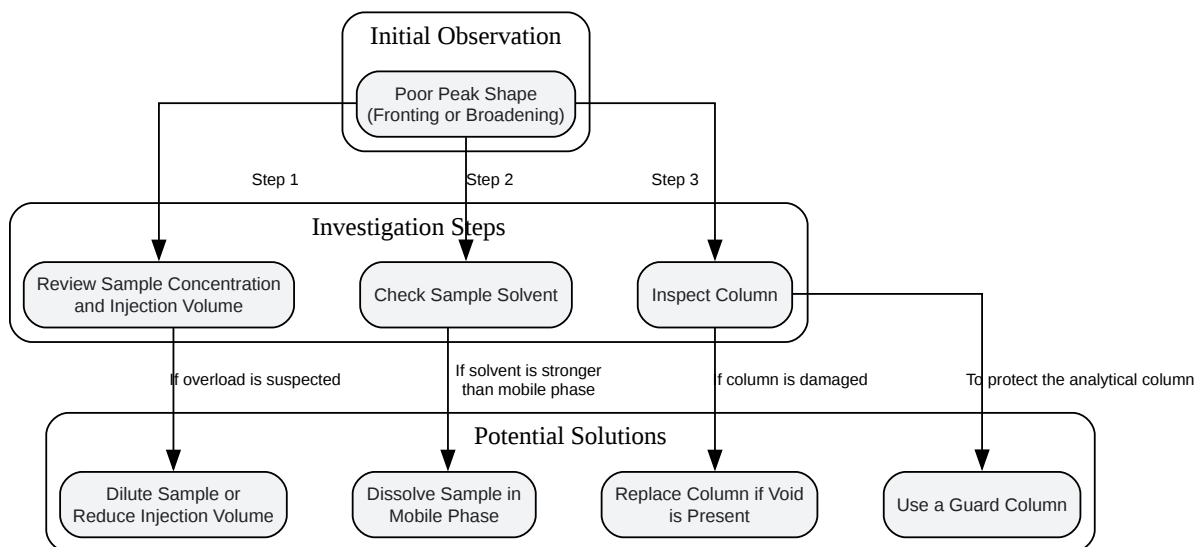 Initial Observation
Poor Peak Shape
(Fronting or Broadening)
Step 1
Step 2
Step 3
Investigation Steps
Review Sample Concentration
and Injection Volume
Check Sample Solvent
Inspect Column
If overload is suspected
If solvent is stronger
than mobile phase
If column is damaged
To protect the analytical column
Potential Solutions
Dilute Sample or
Reduce Injection Volume
Dissolve Sample in
Mobile Phase
Replace Column if Void
is Present
Use a Guard Column